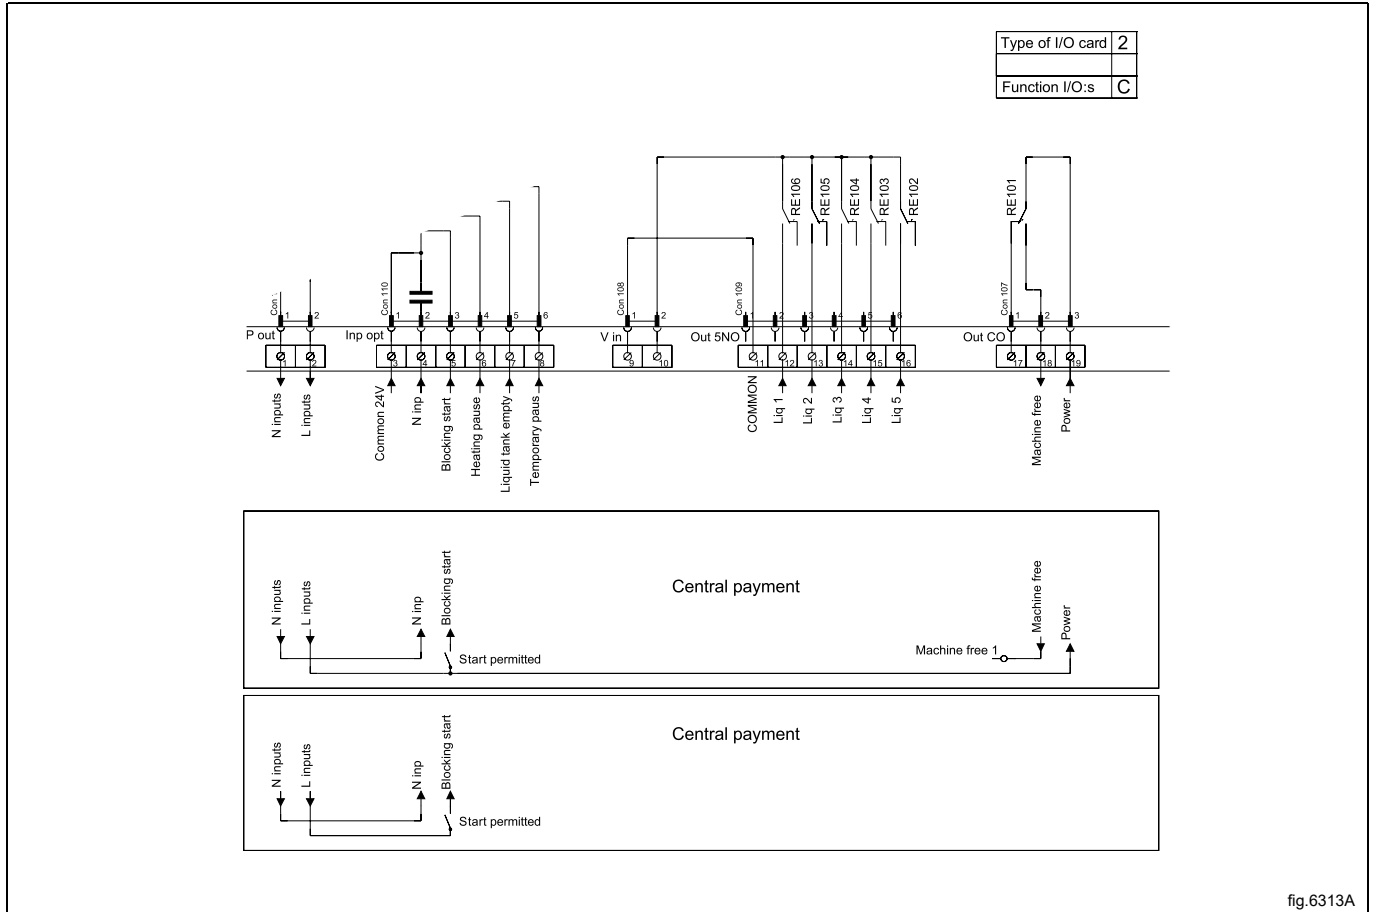 Type of I/O card 2
Function I/O:s C
RE106
RE105
RE104
RE103
RE102
RE101
Con 110
Con 108
Con 109
Con 107
1 2
1 2 3 4 5 6
1 2
1 2 3 4 5 6
1 2 3
P out
Inp opt
V in
Out 5NO
Out CO
1 2
3 4 5 6 7 8
9 10
11 12 13 14 15 16
17 18 19
N inputs
L inputs
Common 24V
N inp
Blocking start
Heating pause
Liquid tank empty
Temporary paus
COMMON
Liq 1
Liq 2
Liq 3
Liq 4
Liq 5
Machine free
Power
Central payment
N inputs
L inputs
N inp
Blocking start
Start permitted
Machine free 1
Machine free
Power
Central payment
N inputs
L inputs
N inp
Blocking start
Start permitted
fig.6313A